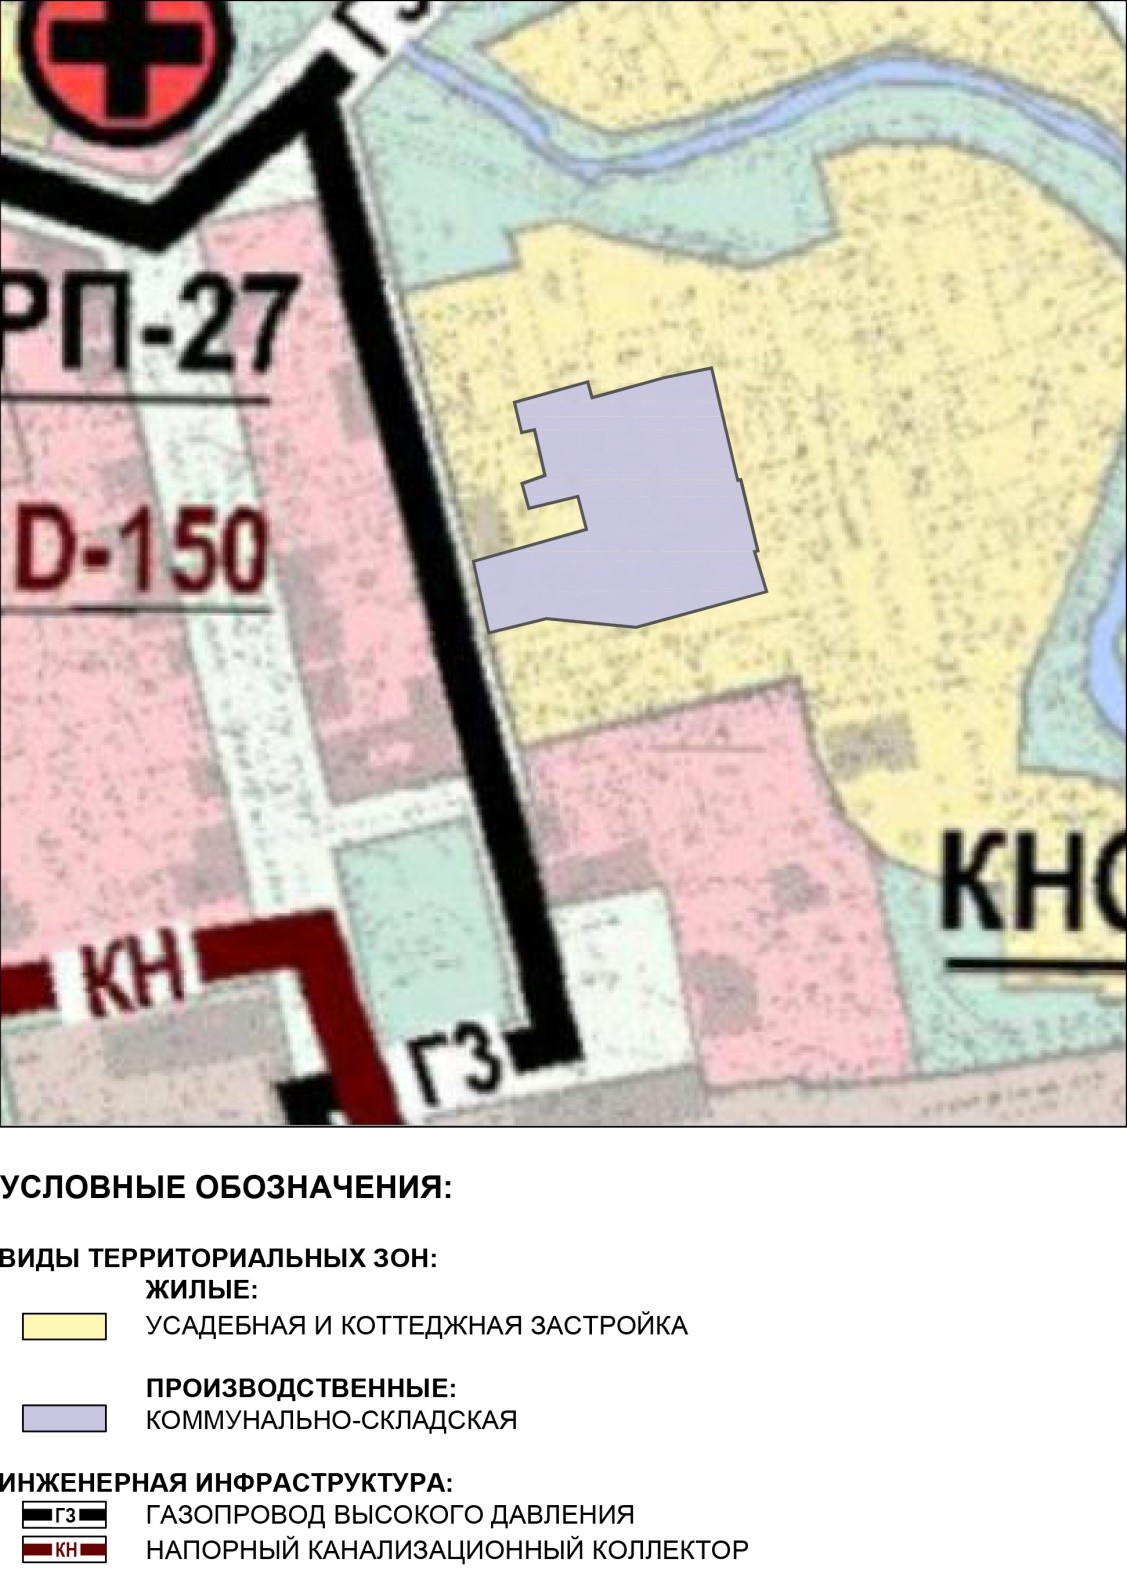 ГЗ
РП-27
D-150
КНС
КН
ГЗ
УСЛОВНЫЕ ОБОЗНАЧЕНИЯ:
ВИДЫ ТЕРРИТОРИАЛЬНЫХ ЗОН:
ЖИЛЫЕ:
УСАДЕБНАЯ И КОТТЕДЖНАЯ ЗАСТРОЙКА
ПРОИЗВОДСТВЕННЫЕ:
КОММУНАЛЬНО-СКЛАДСКАЯ
ИНЖЕНЕРНАЯ ИНФРАСТРУКТУРА:
ГЗ ГАЗОПРОВОД ВЫСОКОГО ДАВЛЕНИЯ
КН НАПОРНЫЙ КАНАЛИЗАЦИОННЫЙ КОЛЛЕКТОР